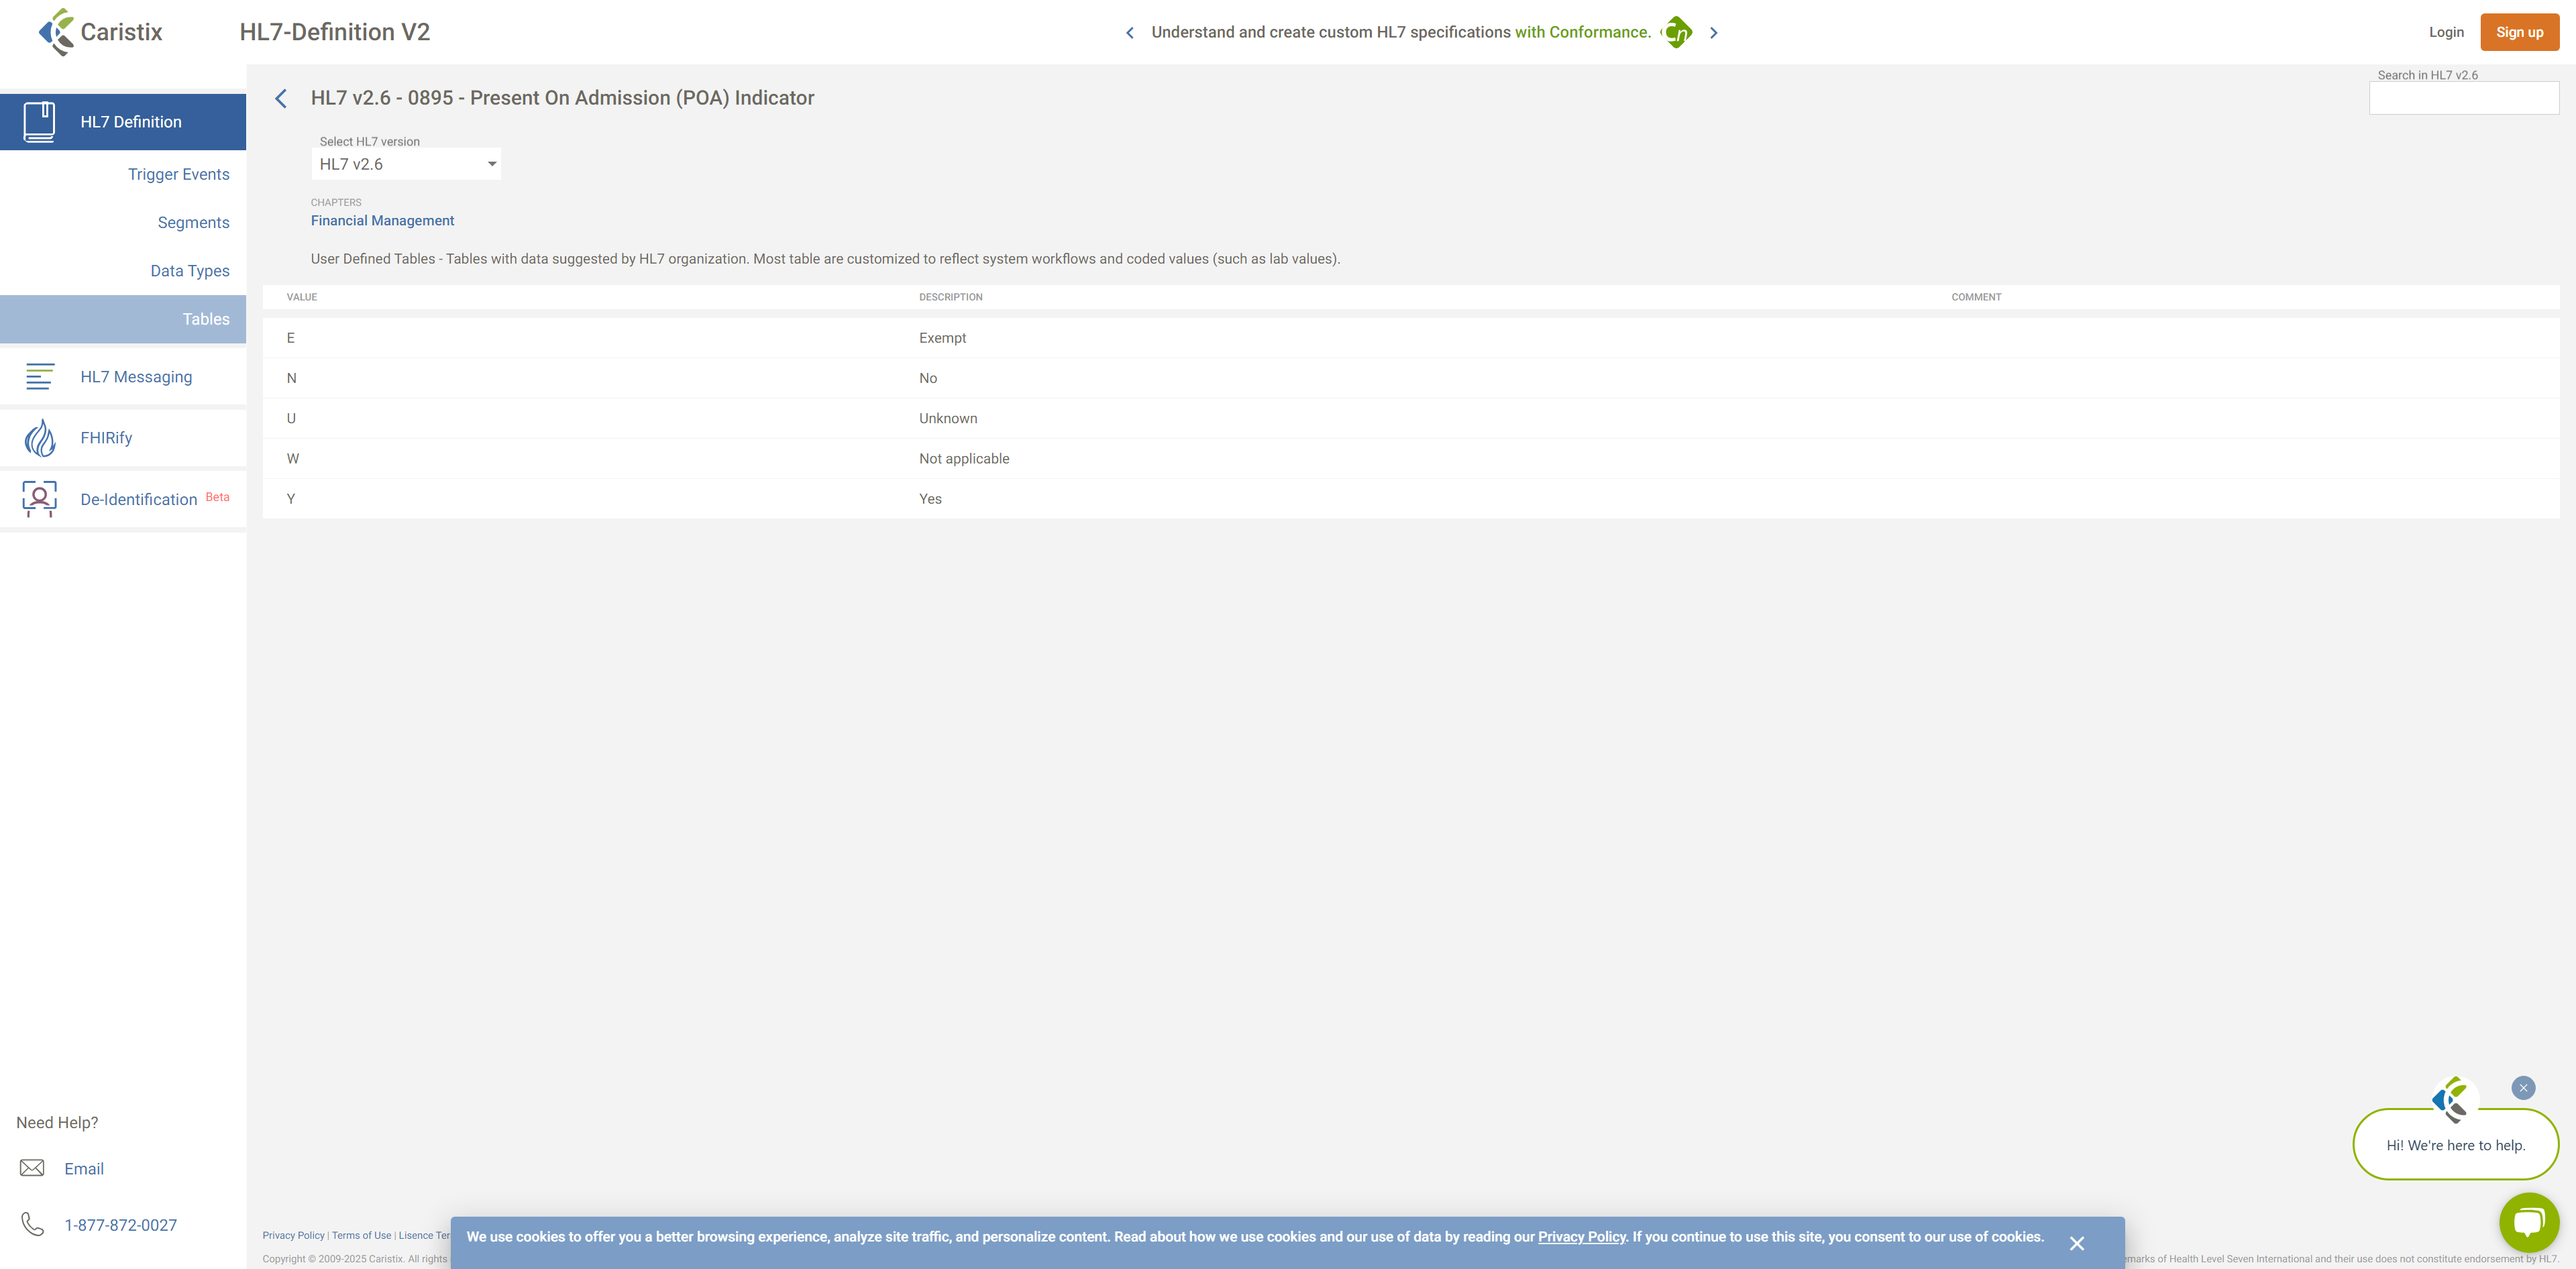 Caristix
HL7-Definition V2
Understand and create custom HL7 specifications with Conformance.
Cn
Login
Sign up
HL7 Definition
Trigger Events
Segments
Data Types
Tables
HL7 Messaging
FHIRify
De-Identification Beta
Need Help?
Email
1-877-872-0027
HL7 v2.6 - 0895 - Present On Admission (POA) Indicator
Search in HL7 v2.6
Select HL7 version
HL7 v2.6
CHAPTERS
Financial Management
User Defined Tables - Tables with data suggested by HL7 organization. Most table are customized to reflect system workflows and coded values (such as lab values).
VALUE DESCRIPTION COMMENT
E Exempt
N No
U Unknown
W Not applicable
Y Yes
Hi! We're here to help.
Privacy Policy | Terms of Use | Lisence Ter
We use cookies to offer you a better browsing experience, analyze site traffic, and personalize content. Read about how we use cookies and our use of data by reading our Privacy Policy. If you continue to use this site, you consent to our use of cookies.
Copyright © 2009-2025 Caristix. All rights
emarks of Health Level Seven International and their use does not constitute endorsement by HL7.